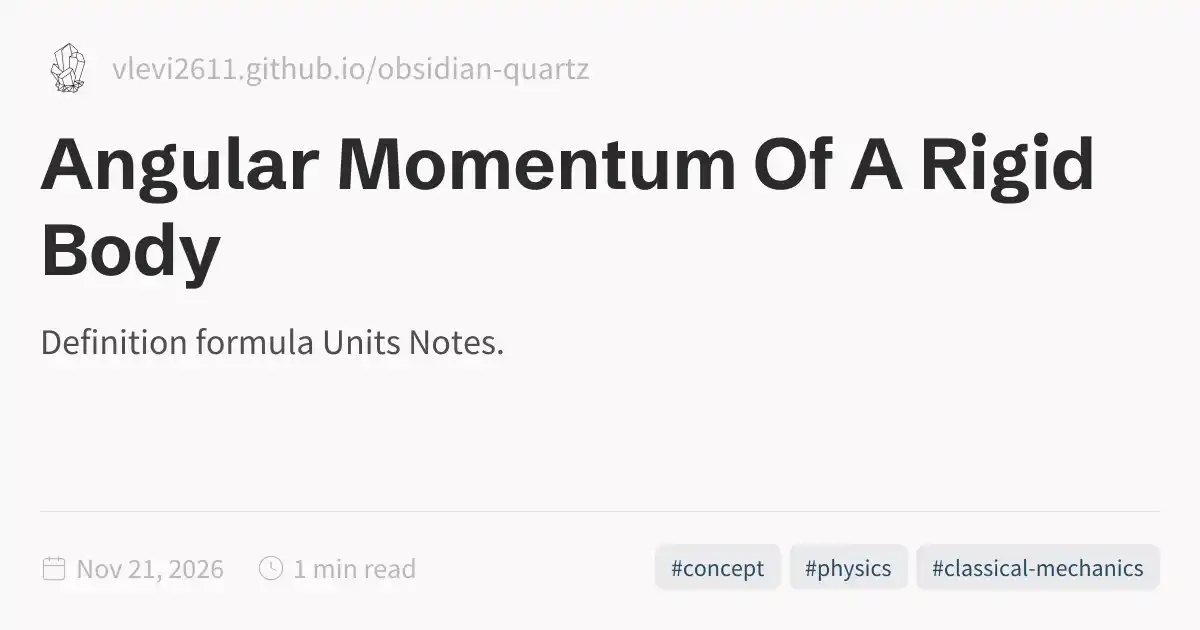 vlevi2611.github.io/obsidian-quartz
Angular Momentum Of A Rigid
Body
Definition formula Units Notes.
Nov 21, 2026 1 min read #concept #physics #classical-mechanics